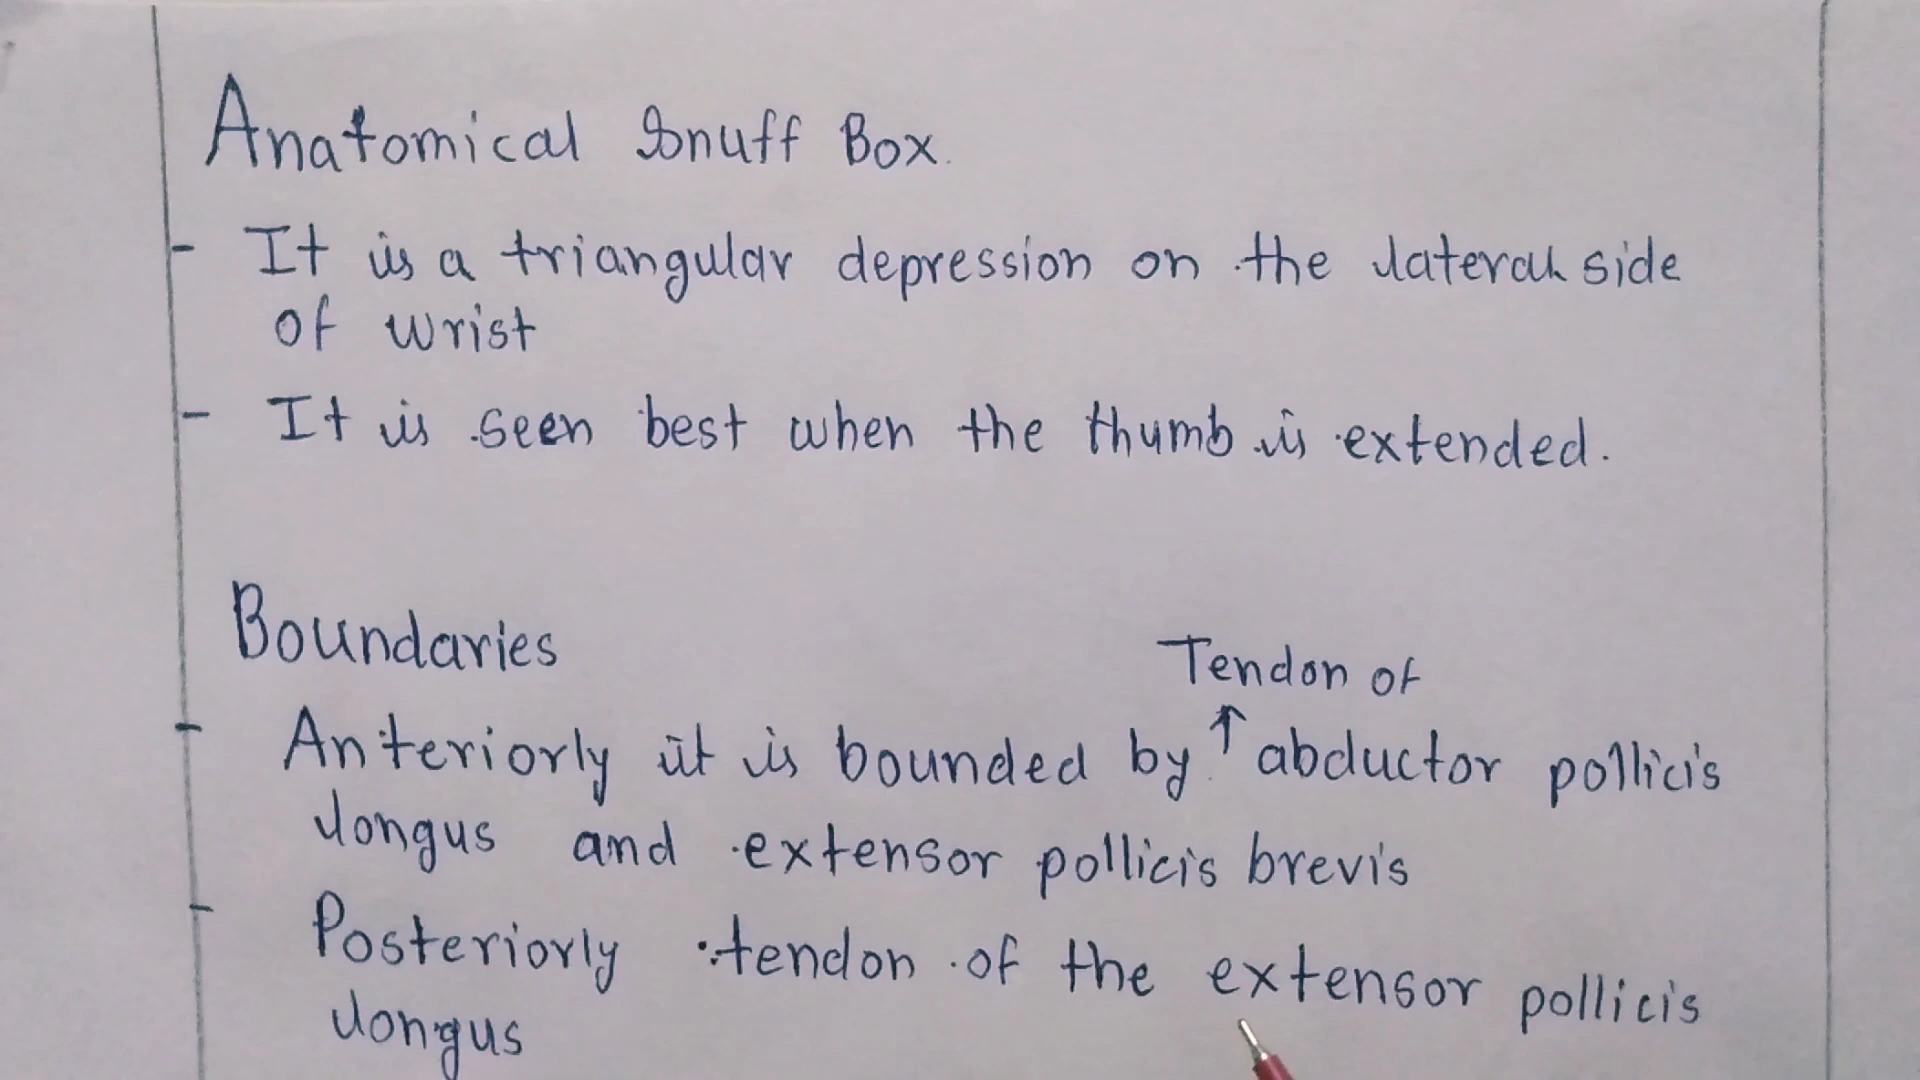 Anatomical Snuff Box.
- It is a triangular depression on the lateral side
of wrist
- It is seen best when the thumb is extended.
Boundaries
Tendon of
- Anteriorly it is bounded by ↑ abductor pollicis
longus and extensor pollicis brevis
- Posteriorly tendon of the extensor pollicis
longus